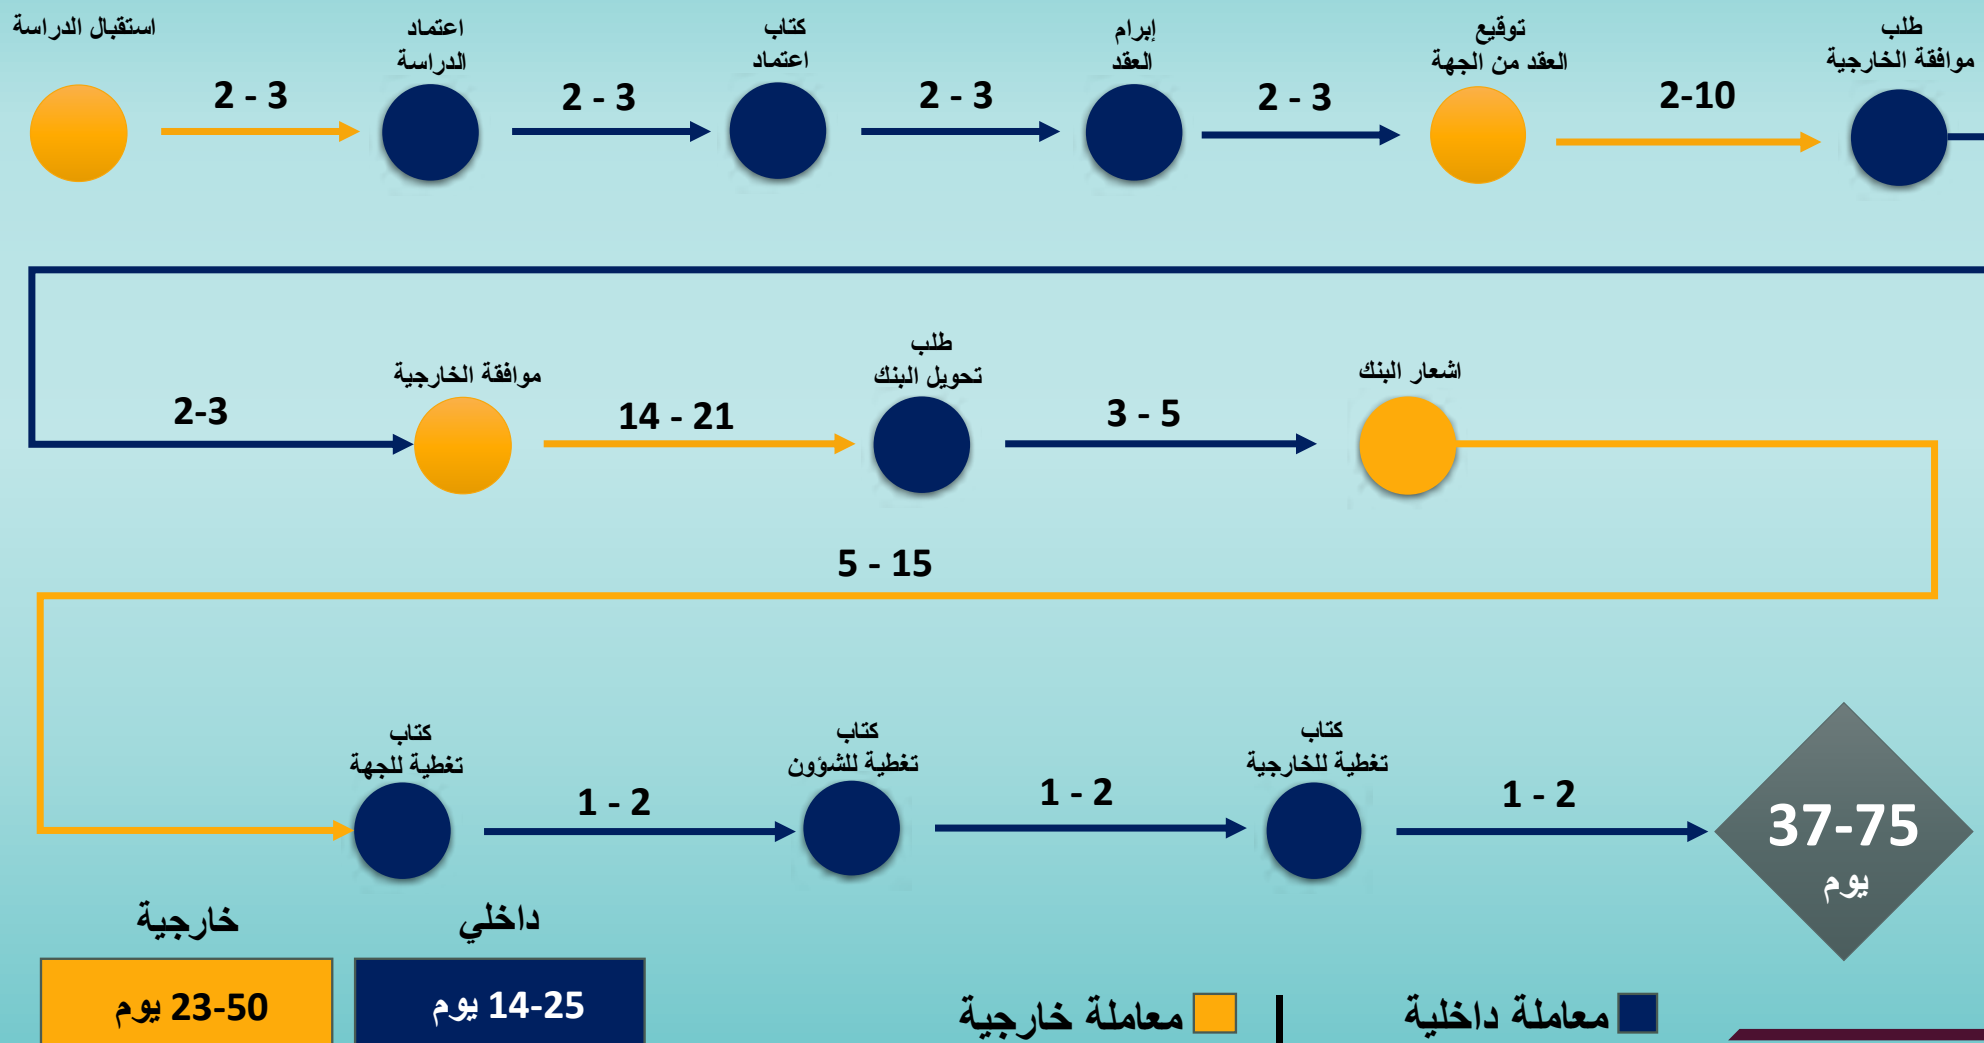 استقبال الدراسة
اعتماد
الدراسة
كتاب
اعتماد
إبرام
العقد
توقيع
العقد من الجهة
طلب
موافقة الخارجية
2 - 3
2 - 3
2 - 3
2 - 3
2-10
موافقة الخارجية
طلب
تحويل البنك
اشعار البنك
2-3
14 - 21
3 - 5
5 - 15
كتاب
تغطية للجهة
كتاب
تغطية للشؤون
كتاب
تغطية للخارجية
1 - 2
1 - 2
1 - 2
37-75
يوم
خارجية
داخلي
23-50 يوم
14-25 يوم
معاملة خارجية
معاملة داخلية